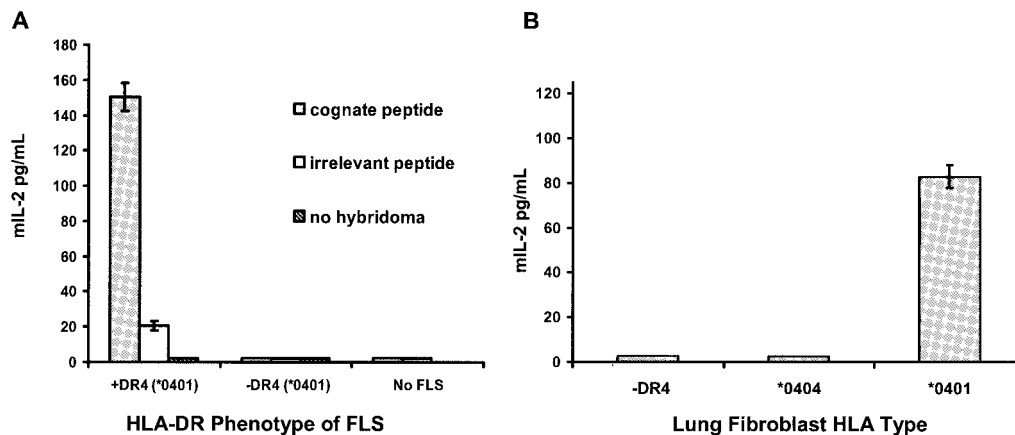 A
180
160
140
120
100
80
60
40
20
0
mIL-2 pg/mL
cognate peptide
irrelevant peptide
no hybridoma
+DR4 (*0401)
-DR4 (*0401)
No FLS
HLA-DR Phenotype of FLS
B
120
100
80
60
40
20
0
mIL-2 pg/mL
-DR4
*0404
*0401
Lung Fibroblast HLA Type